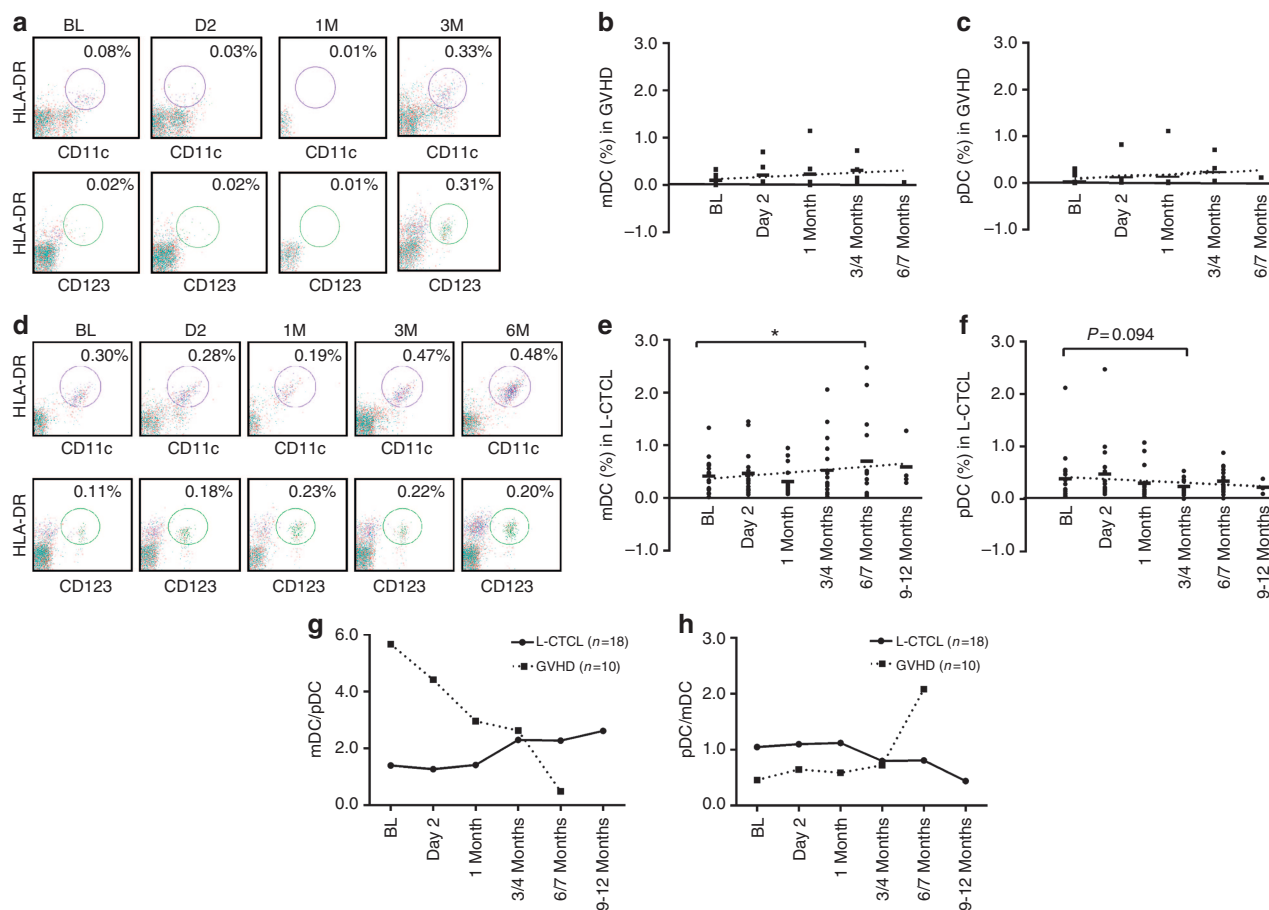 a
BL D2 1M 3M
HLA-DR
0.08% 0.03% 0.01% 0.33%
CD11c CD11c CD11c CD11c
HLA-DR
0.02% 0.02% 0.01% 0.31%
CD123 CD123 CD123 CD123
b
mDC (%) in GVHD
3.0
2.0
1.0
0.0
−1.0
BL
Day 2
1 Month
3/4 Months
6/7 Months
c
pDC (%) in GVHD
3.0
2.0
1.0
0.0
−1.0
BL
Day 2
1 Month
3/4 Months
6/7 Months
d
BL D2 1M 3M 6M
HLA-DR
0.30% 0.28% 0.19% 0.47% 0.48%
CD11c CD11c CD11c CD11c CD11c
HLA-DR
0.11% 0.18% 0.23% 0.22% 0.20%
CD123 CD123 CD123 CD123 CD123
e
mDC (%) in L-CTCL
3.0
2.0
1.0
0.0
−1.0
*
BL
Day 2
1 Month
3/4 Months
6/7 Months
9-12 Months
f
pDC (%) in L-CTCL
3.0
2.0
1.0
0.0
−1.0
P=0.094
BL
Day 2
1 Month
3/4 Months
6/7 Months
9-12 Months
g
mDC/pDC
6.0
4.0
2.0
0.0
L-CTCL (n=18)
GVHD (n=10)
BL
Day 2
1 Month
3/4 Months
6/7 Months
9-12 Months
h
pDC/mDC
3.0
2.0
1.0
0.0
L-CTCL (n=18)
GVHD (n=10)
BL
Day 2
1 Month
3/4 Months
6/7 Months
9-12 Months